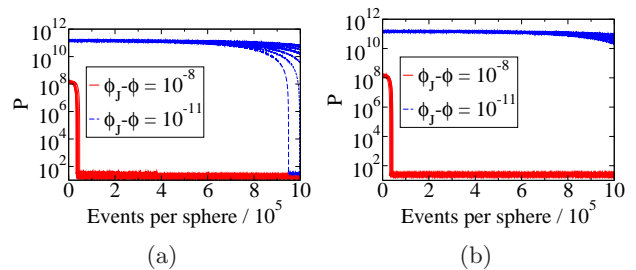 10^12
10^10
10^8
10^6
10^4
10^2
P
ϕ_J-ϕ = 10^-8
ϕ_J-ϕ = 10^-11
0 2 4 6 8 10
Events per sphere / 10^5
(a)
10^12
10^10
10^8
10^6
10^4
10^2
P
ϕ_J-ϕ = 10^-8
ϕ_J-ϕ = 10^-11
0 2 4 6 8 10
Events per sphere / 10^5
(b)